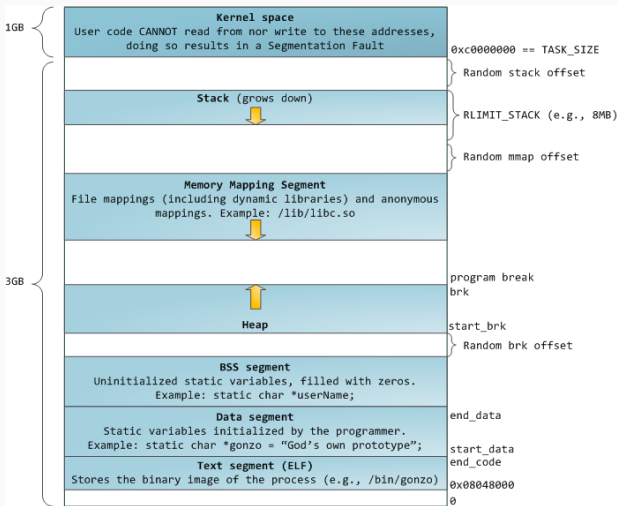 Kernel space
1GB
User code CANNOT read from nor write to these addresses,
doing so results in a Segmentation Fault
0xc0000000 == TASK_SIZE
Random stack offset
Stack (grows down)
RLIMIT_STACK (e.g., 8MB)
Random mmap offset
Memory Mapping Segment
File mappings (including dynamic libraries) and anonymous
mappings. Example: /lib/libc.so
3GB
program break
brk
Heap
start_brk
Random brk offset
BSS segment
Uninitialized static variables, filled with zeros.
Example: static char *userName;
Data segment
end_data
Static variables initialized by the programmer.
Example: static char *gonzo = “God’s own prototype”;
start_data
end_code
Text segment (ELF)
Stores the binary image of the process (e.g., /bin/gonzo)
0x08048000
0